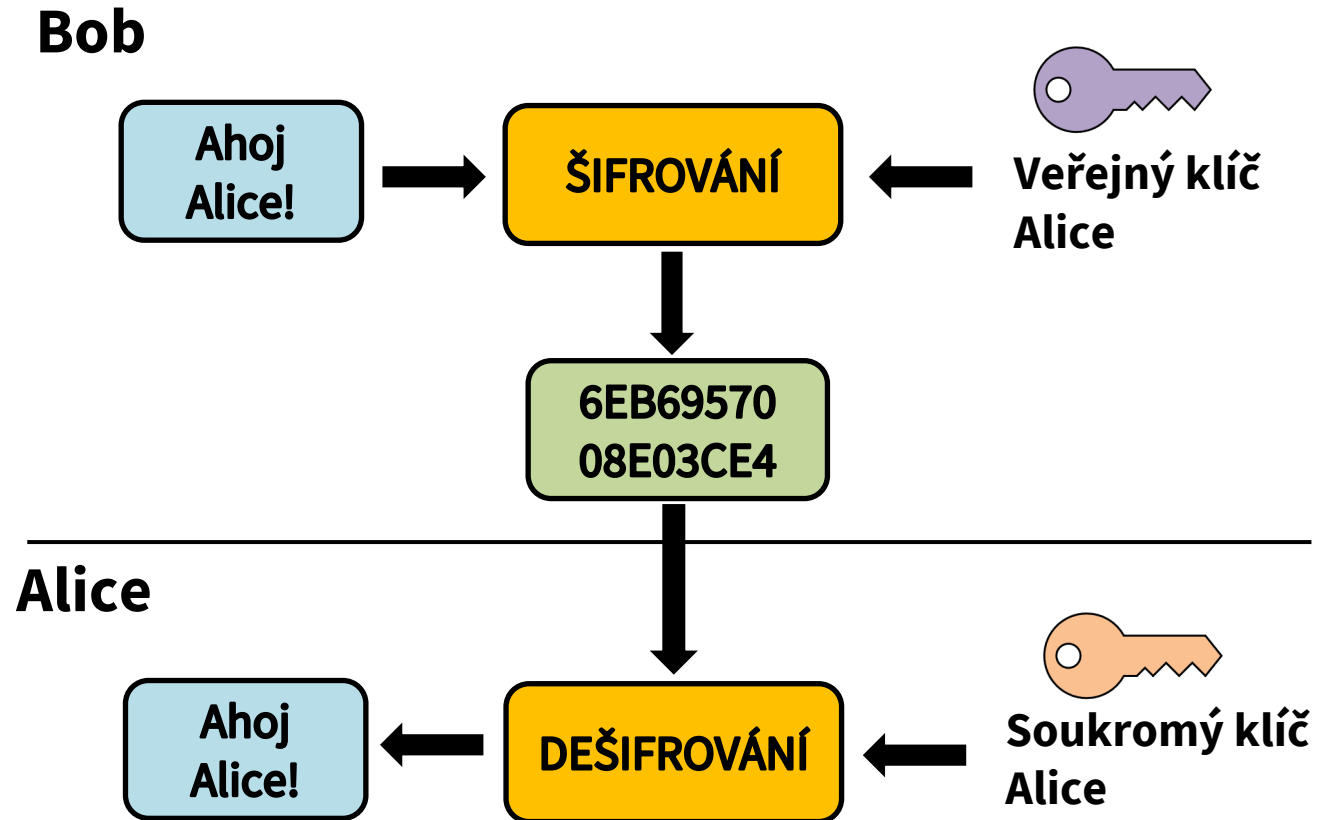 Bob
Ahoj
Alice!
ŠIFROVÁNÍ
Veřejný klíč
Alice
6EB69570
08E03CE4
Alice
Ahoj
Alice!
DEŠIFROVÁNÍ
Soukromý klíč
Alice